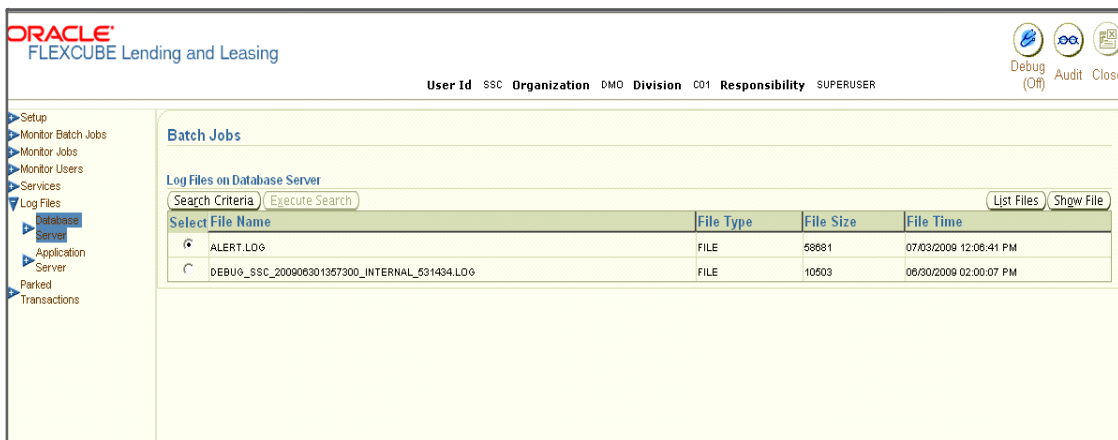 ORACLE
FLEXCUBE Lending and Leasing
User Id SSC Organization DMO Division C01 Responsibility SUPERUSER
Debug
(Off)
Audit
Close
Setup
Monitor Batch Jobs
Monitor Jobs
Monitor Users
Services
Log Files
Database
Server
Application
Server
Parked
Transactions
Batch Jobs
Log Files on Database Server
Search Criteria Execute Search List Files Show File
Select File Name File Type File Size File Time
ALERT.LOG FILE 58681 07/03/2009 12:06:41 PM
DEBUG_SSC_200906301357300_INTERNAL_531434.LOG FILE 10503 06/30/2009 02:00:07 PM